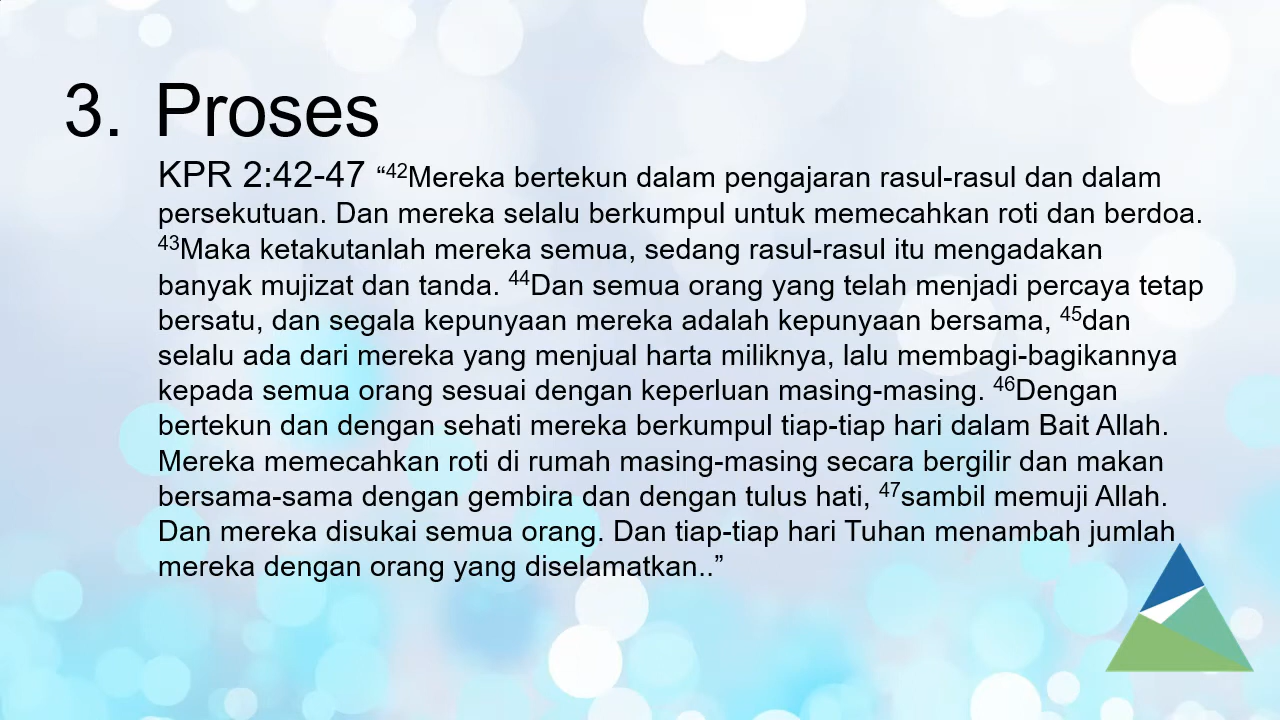 3. Proses
KPR 2:42-47 “42Mereka bertekun dalam pengajaran rasul-rasul dan dalam
persekutuan. Dan mereka selalu berkumpul untuk memecahkan roti dan berdoa.
43Maka ketakutanlah mereka semua, sedang rasul-rasul itu mengadakan
banyak mujizat dan tanda. 44Dan semua orang yang telah menjadi percaya tetap
bersatu, dan segala kepunyaan mereka adalah kepunyaan bersama, 45dan
selalu ada dari mereka yang menjual harta miliknya, lalu membagi-bagikannya
kepada semua orang sesuai dengan keperluan masing-masing. 46Dengan
bertekun dan dengan sehati mereka berkumpul tiap-tiap hari dalam Bait Allah.
Mereka memecahkan roti di rumah masing-masing secara bergilir dan makan
bersama-sama dengan gembira dan dengan tulus hati, 47sambil memuji Allah.
Dan mereka disukai semua orang. Dan tiap-tiap hari Tuhan menambah jumlah
mereka dengan orang yang diselamatkan..”